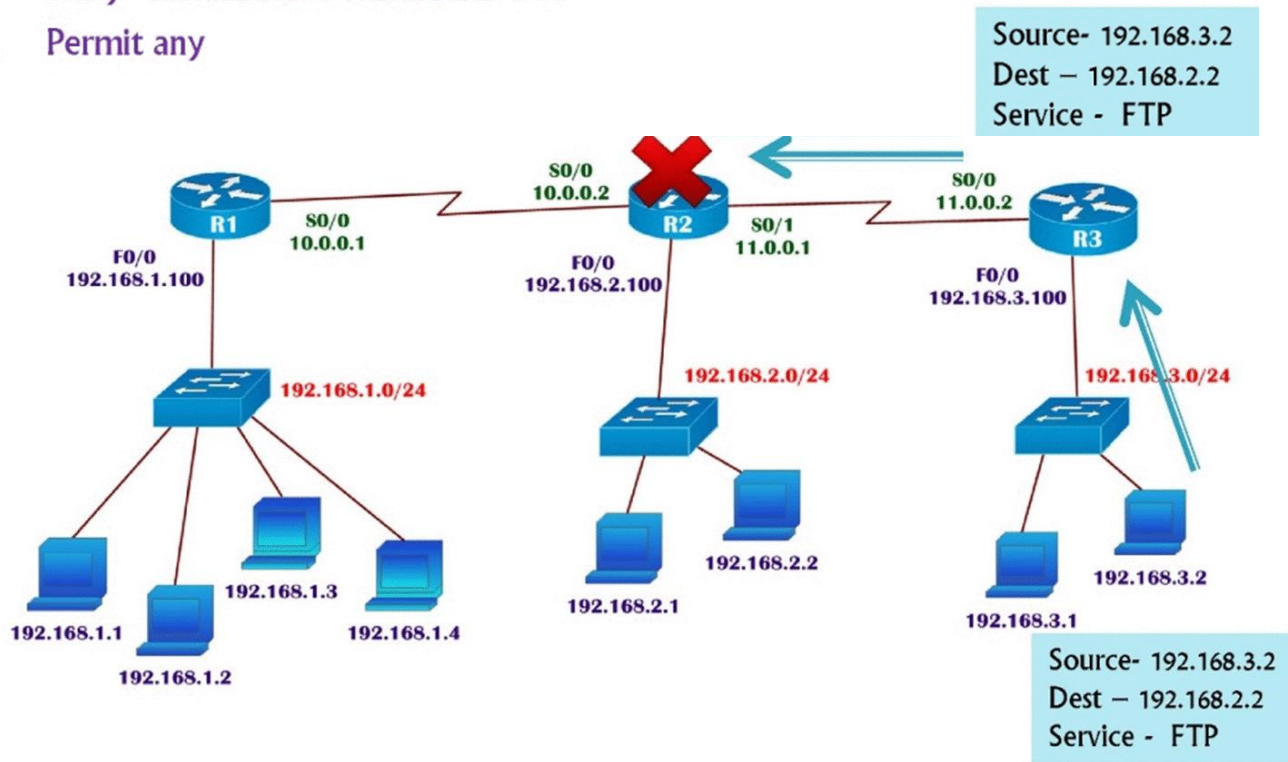 Permit any
Source- 192.168.3.2
Dest – 192.168.2.2
Service - FTP
S0/0
10.0.0.2
S0/0
11.0.0.2
R1
S0/0
10.0.0.1
R2
S0/1
11.0.0.1
R3
F0/0
192.168.1.100
F0/0
192.168.2.100
F0/0
192.168.3.100
192.168.1.0/24
192.168.2.0/24
192.168.3.0/24
192.168.1.1
192.168.1.2
192.168.1.3
192.168.1.4
192.168.2.1
192.168.2.2
192.168.3.1
192.168.3.2
Source- 192.168.3.2
Dest – 192.168.2.2
Service - FTP